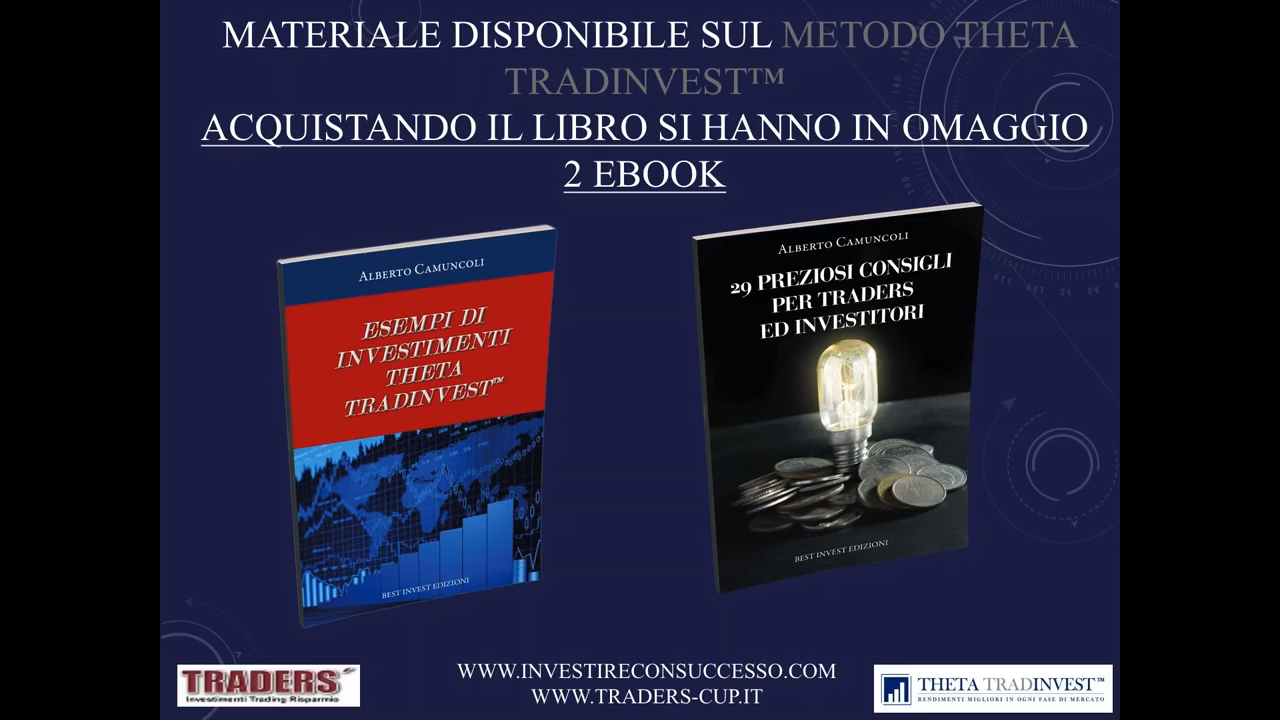 MATERIALE DISPONIBILE SUL METODO THETA
TRADINVEST™
ACQUISTANDO IL LIBRO SI HANNO IN OMAGGIO
2 EBOOK
ALBERTO CAMUNCOLI
ESEMPI DI
INVESTIMENTI
THETA
TRADINVEST™
BEST INVEST EDIZIONI
ALBERTO CAMUNCOLI
29 PREZIOSI CONSIGLI
PER TRADERS
ED INVESTITORI
BEST INVEST EDIZIONI
TRADERS´
Investimenti Trading Risparmio
WWW.INVESTIRECONSUCCESSO.COM
WWW.TRADERS-CUP.IT
THETA TRADINVEST™
RENDIMENTI MIGLIORI IN OGNI FASE DI MERCATO